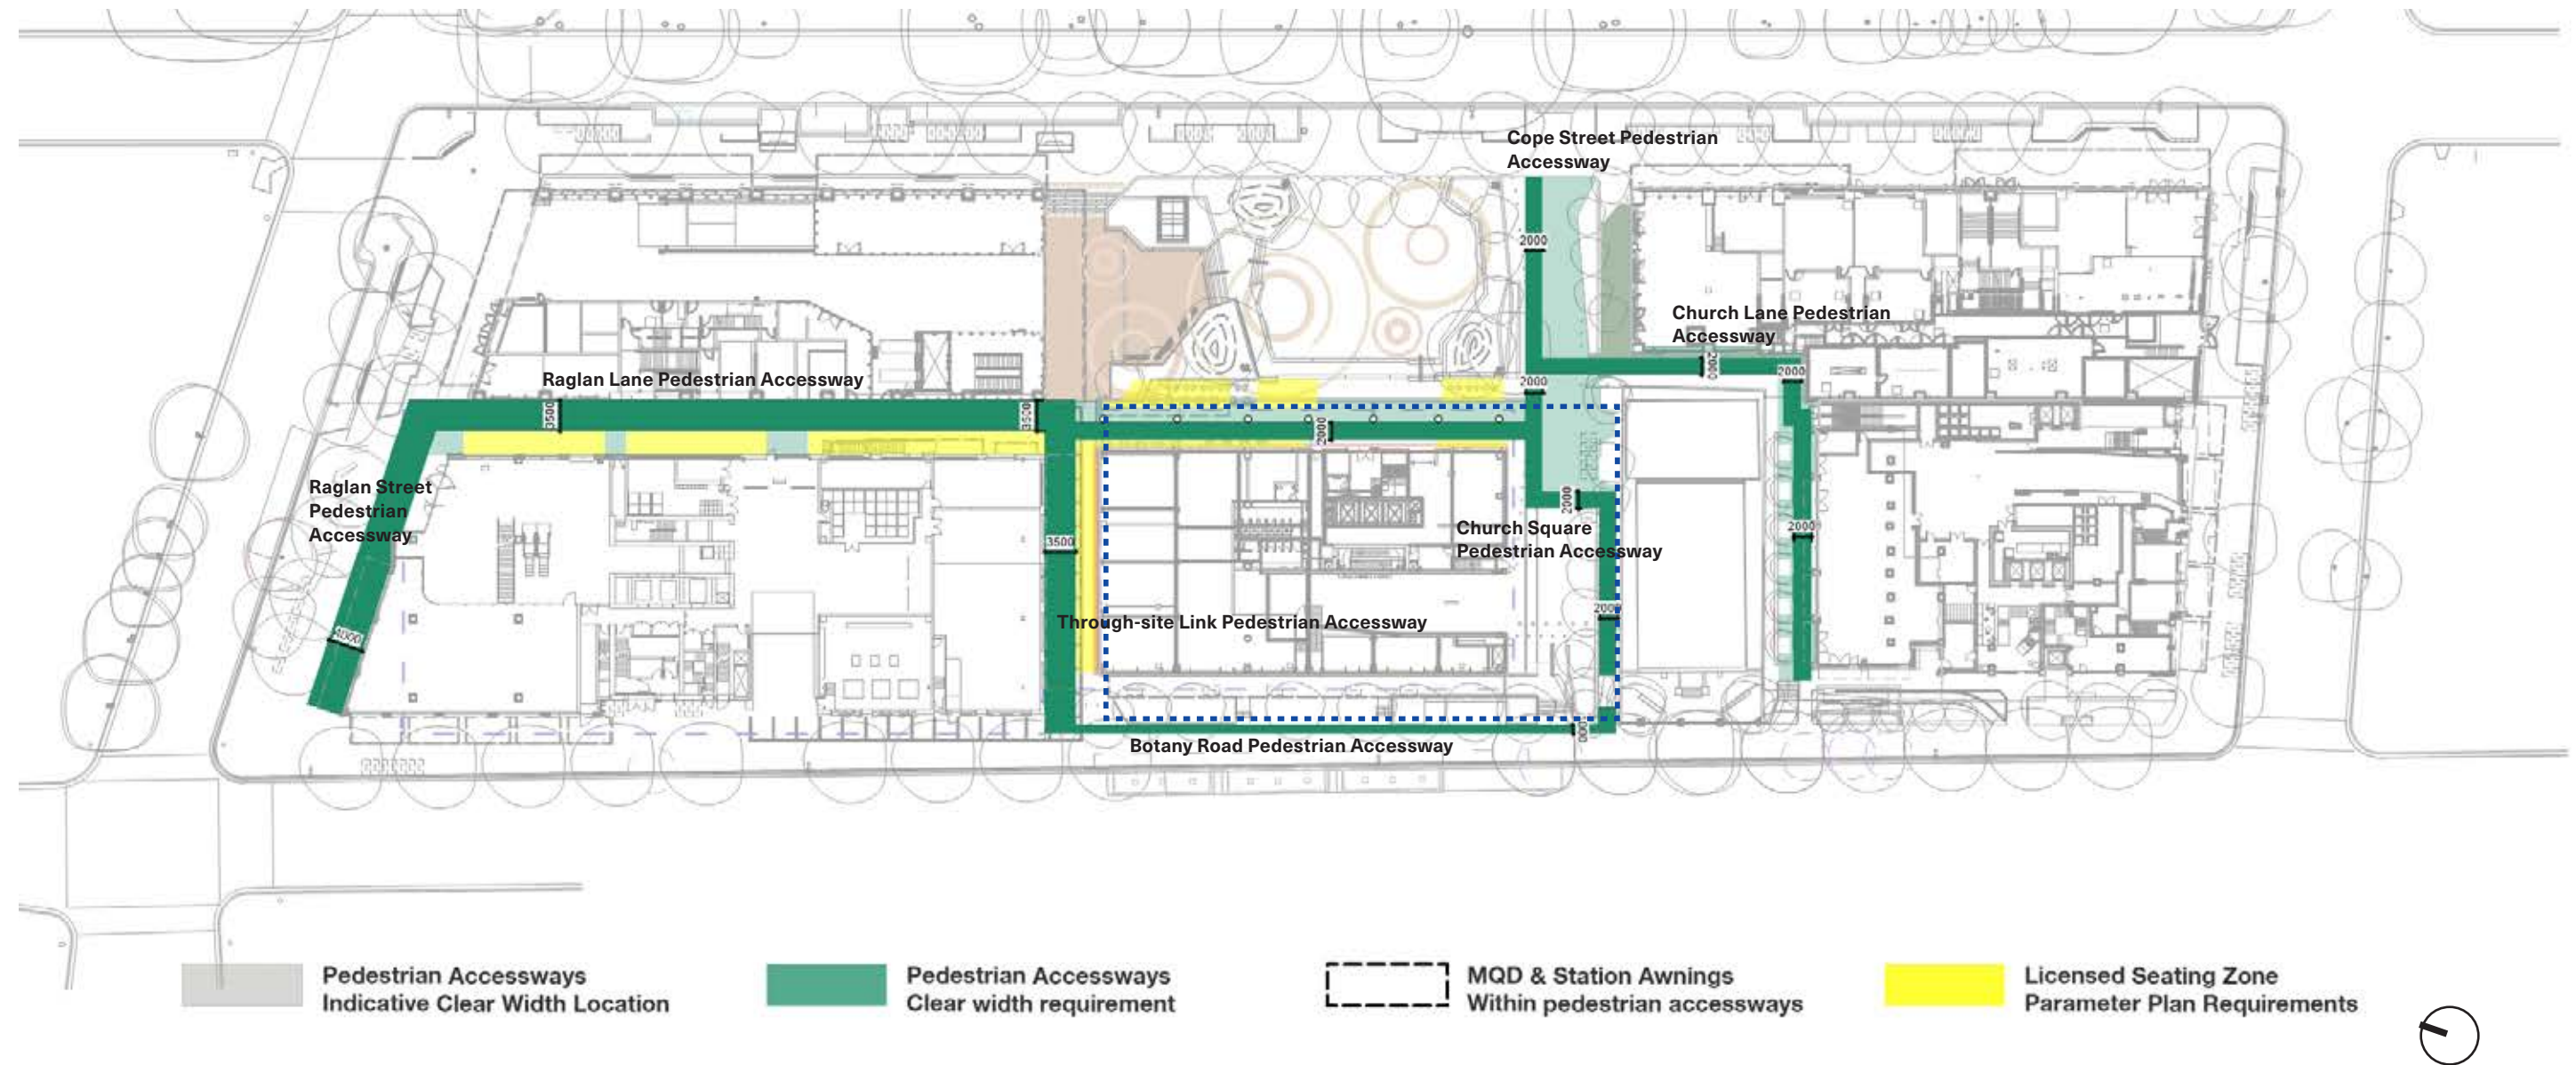 Cope Street Pedestrian
Accessway
2000
Church Lane Pedestrian
Accessway
2000
2000
2000
Raglan Lane Pedestrian Accessway
3500
3500
2000
Raglan Street
Pedestrian
Accessway
2000
Church Square
Pedestrian Accessway
2000
3500
2000
Through-site Link Pedestrian Accessway
4000
Botany Road Pedestrian Accessway
Pedestrian Accessways
Indicative Clear Width Location
Pedestrian Accessways
Clear width requirement
MQD & Station Awnings
Within pedestrian accessways
Licensed Seating Zone
Parameter Plan Requirements